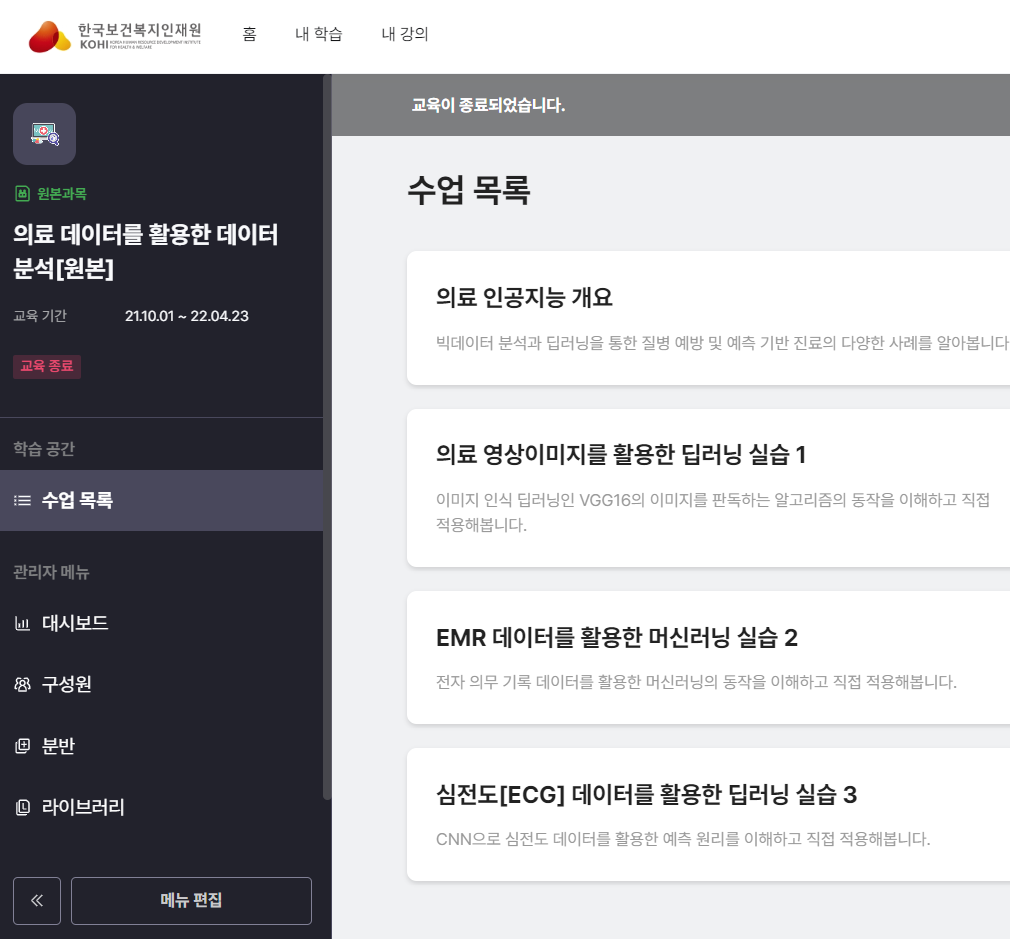 한국보건복지인재원
KOHI KOREA HUMAN RESOURCE DEVELOPMENT INSTITUTE FOR HEALTH & WELFARE
홈
내 학습
내 강의
원본과목
의료 데이터를 활용한 데이터
분석[원본]
교육 기간 21.10.01 ~ 22.04.23
교육 종료
학습 공간
수업 목록
관리자 메뉴
대시보드
구성원
분반
라이브러리
메뉴 편집
교육이 종료되었습니다.
수업 목록
의료 인공지능 개요
빅데이터 분석과 딥러닝을 통한 질병 예방 및 예측 기반 진료의 다양한 사례를 알아봅니다
의료 영상이미지를 활용한 딥러닝 실습 1
이미지 인식 딥러닝인 VGG16의 이미지를 판독하는 알고리즘의 동작을 이해하고 직접
적용해봅니다.
EMR 데이터를 활용한 머신러닝 실습 2
전자 의무 기록 데이터를 활용한 머신러닝의 동작을 이해하고 직접 적용해봅니다.
심전도[ECG] 데이터를 활용한 딥러닝 실습 3
CNN으로 심전도 데이터를 활용한 예측 원리를 이해하고 직접 적용해봅니다.